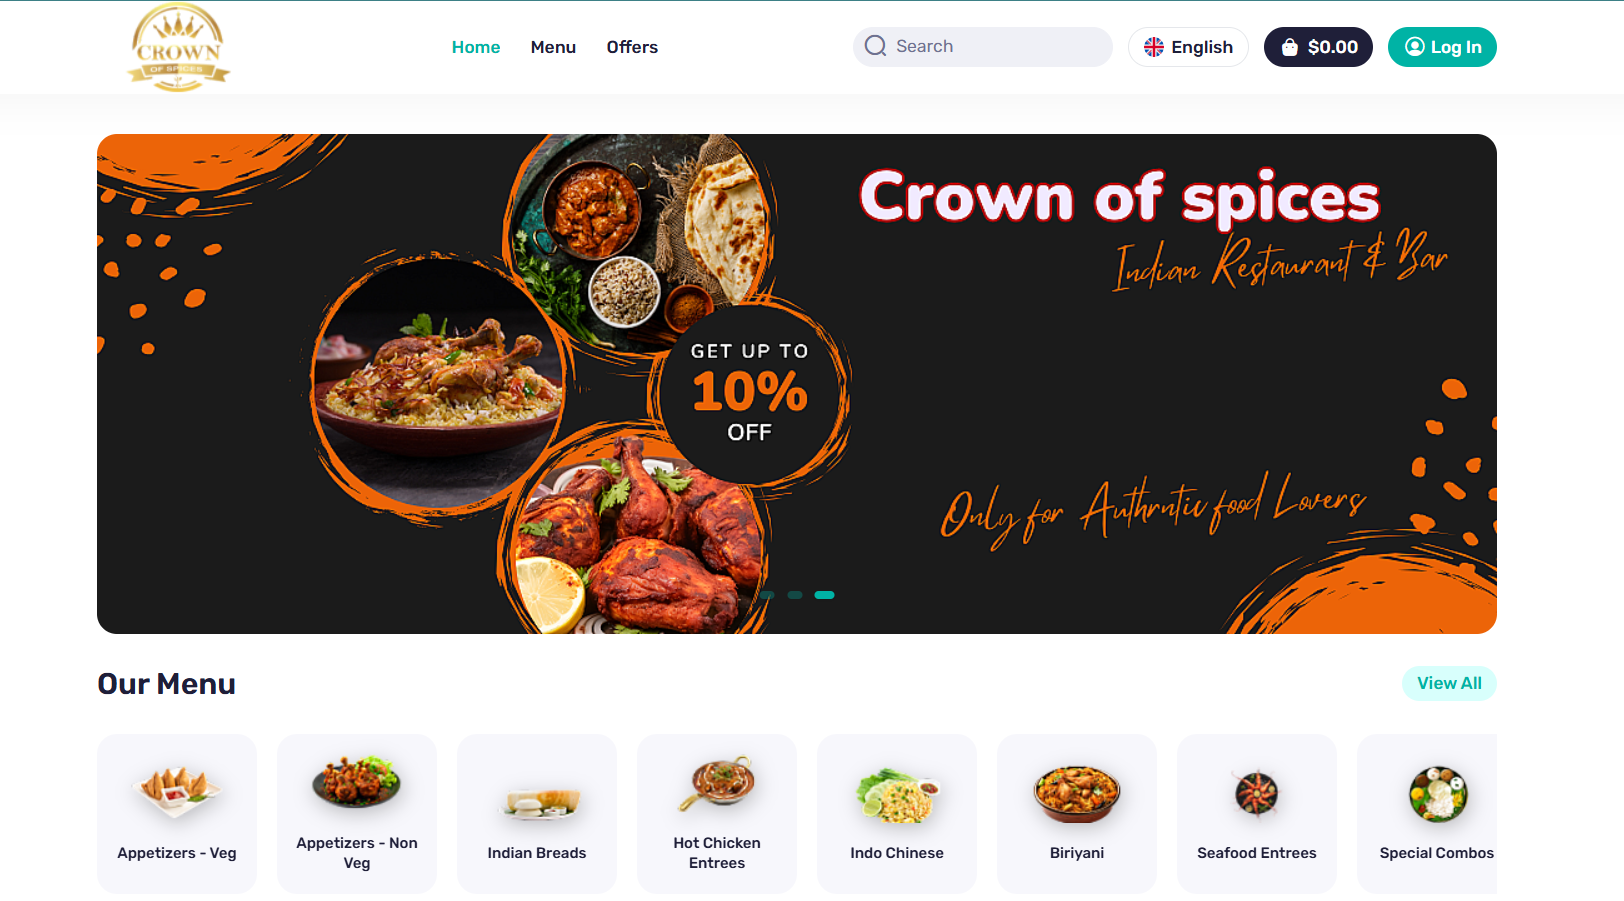 CROWN
OF SPICES
Home
Menu
Offers
Search
English
$0.00
Log In
Crown of spices
Indian Restaurant & Bar
GET UP TO
10%
OFF
Only for Authrntic food Lovers
Our Menu
View All
Appetizers - Veg
Appetizers - Non
Veg
Indian Breads
Hot Chicken
Entrees
Indo Chinese
Biriyani
Seafood Entrees
Special Combos